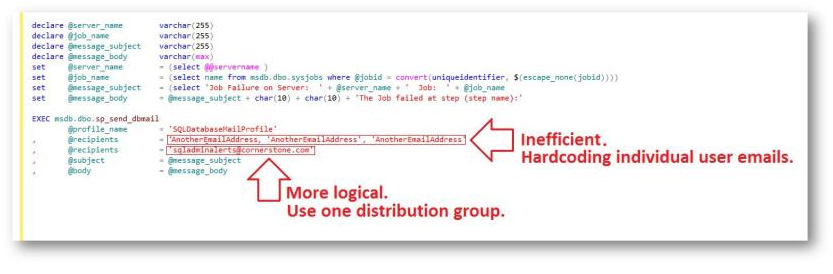 declare @server_name varchar(255)
declare @job_name varchar(255)
declare @message_subject varchar(255)
declare @message_body varchar(max)
set @server_name = (select @@servername )
set @job_name = (select name from msdb.dbo.sysjobs where @jobid = convert(uniqueidentifier, $(escape_none(jobid))))
set @message_subject = (select 'Job Failure on Server:  ' + @server_name + '  Job:  ' + @job_name
set @message_body = @message_subject + char(10) + char(10) + 'The Job failed at step (step name):'
EXEC msdb.dbo.sp_send_dbmail
@profile_name = 'SQLDatabaseMailProfile'
, @recipients = 'AnotherEmailAddress, 'AnotherEmailAddress', 'AnotherEmailAddress'
, @recipients = 'sqladminalerts@cornerstone.com'
, @subject = @message_subject
, @body = @message_body
Inefficient.
Hardcoding individual user emails.
More logical.
Use one distribution group.